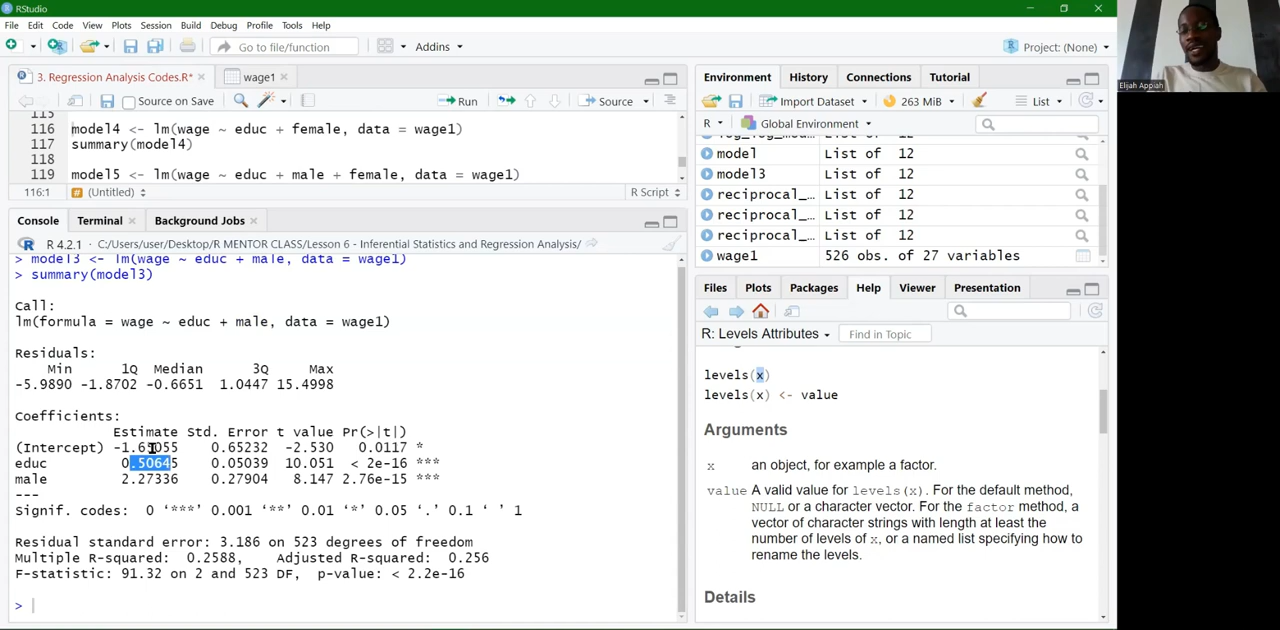 RStudio
File Edit Code View Plots Session Build Debug Profile Tools Help
Go to file/function
Addins
Project: (None)
3. Regression Analysis Codes.R*
wage1
Source on Save
Run
Source
115
116 model4 <- lm(wage ~ educ + female, data = wage1)
117 summary(model4)
118
119 model5 <- lm(wage ~ educ + male + female, data = wage1)
116:1 # (Untitled)
R Script
Console Terminal Background Jobs
R 4.2.1 · C:/Users/user/Desktop/R MENTOR CLASS/Lesson 6 - Inferential Statistics and Regression Analysis/
> model3 <- lm(wage ~ educ + male, data = wage1)
> summary(model3)
Call:
lm(formula = wage ~ educ + male, data = wage1)
Residuals:
Min 1Q Median 3Q Max
-5.9890 -1.8702 -0.6651 1.0447 15.4998
Coefficients:
Estimate Std. Error t value Pr(>|t|)
(Intercept) 0.65232 -2.530 0.0117 *
educ 0.50645 0.05039 10.051 < 2e-16 ***
male 2.27336 0.27904 8.147 2.76e-15 ***
---
Signif. codes: 0 ‘***’ 0.001 ‘**’ 0.01 ‘*’ 0.05 ‘.’ 0.1 ‘ ’ 1
Residual standard error: 3.186 on 523 degrees of freedom
Multiple R-squared: 0.2588, Adjusted R-squared: 0.256
F-statistic: 91.32 on 2 and 523 DF, p-value: < 2.2e-16
>
Environment History Connections Tutorial
Import Dataset
263 MiB
List
R
Global Environment
model List of 12
model3 List of 12
reciprocal_… List of 12
reciprocal_… List of 12
reciprocal_… List of 12
wage1 526 obs. of 27 variables
Files Plots Packages Help Viewer Presentation
R: Levels Attributes
Find in Topic
levels(x)
levels(x) <- value
Arguments
x an object, for example a factor.
value A valid value for levels(x). For the default method,
NULL or a character vector. For the factor method, a
vector of character strings with length at least the
number of levels of x, or a named list specifying how to
rename the levels.
Details
Elijah Appiah